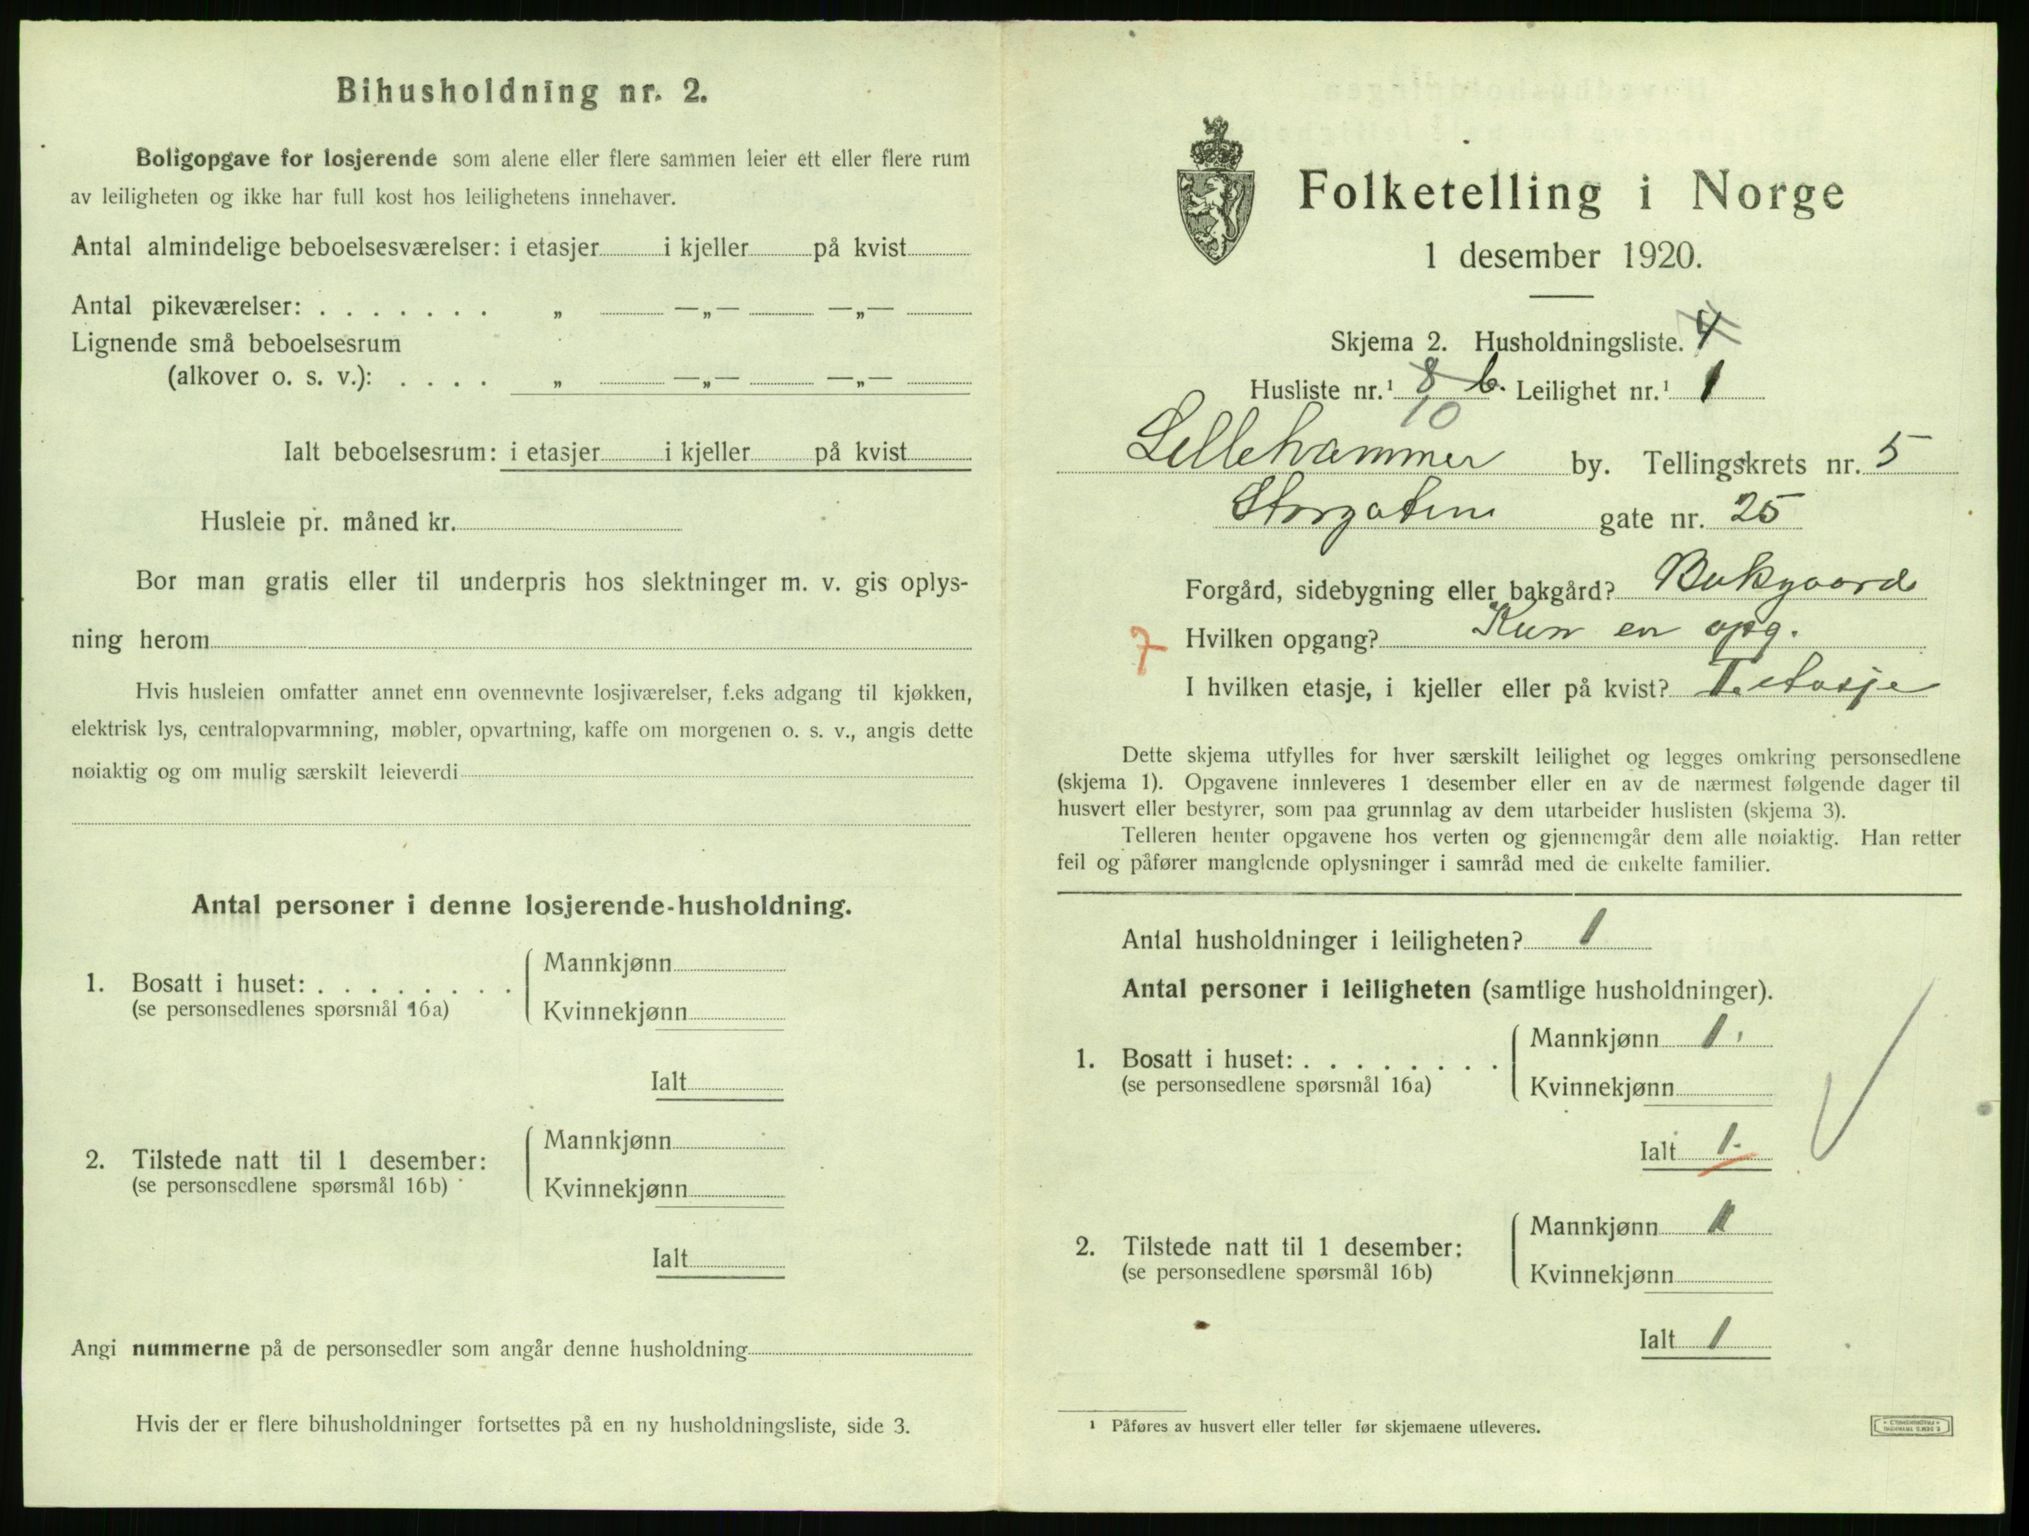 Bihusholdning nr. 2.
Boligopgave for losjerende som alene eller flere sammen leier ett eller flere rum
av leiligheten og ikke har full kost hos leilighetens innehaver.
Antal almindelige beboelsesværelser: i etasjer i kjeller på kvist
Antal pikeværelser: . . . . . . . „ —„— —„—
Lignende små beboelsesrum
(alkover o. s. v.): . . . . „ —„— —„—
Ialt beboelsesrum: i etasjer i kjeller på kvist
Husleie pr. måned kr.
Bor man gratis eller til underpris hos slektninger m. v. gis oplys-
ning herom
Hvis husleien omfatter annet enn ovennevnte losjiværelser, f.eks adgang til kjøkken,
elektrisk lys, centralopvarmning, møbler, opvartning, kaffe om morgenen o. s. v., angis dette
nøiaktig og om mulig særskilt leieverdi
Antal personer i denne losjerende-husholdning.
1. Bosatt i huset: . . . . . . . .
(se personsedlenes spørsmål 16a)
Mannkjønn
Kvinnekjønn
Ialt
2. Tilstede natt til 1 desember:
(se personsedlene spørsmål 16b)
Mannkjønn
Kvinnekjønn
Ialt
Angi nummerne på de personsedler som angår denne husholdning
Hvis der er flere bihusholdninger fortsettes på en ny husholdningsliste, side 3.
Folketelling i Norge
1 desember 1920.
Skjema 2. Husholdningsliste. 4
Husliste nr.¹ 8 b. Leilighet nr.¹ 1
10
Lillehammer by. Tellingskrets nr. 5
Storgaten gate nr. 25
Forgård, sidebygning eller bakgård? Bakgaard
Hvilken opgang? Kun en opg.
7
I hvilken etasje, i kjeller eller på kvist? 1. etasje
Dette skjema utfylles for hver særskilt leilighet og legges omkring personsedlene
(skjema 1). Opgavene innleveres 1 desember eller en av de nærmest følgende dager til
husvert eller bestyrer, som paa grunnlag av dem utarbeider huslisten (skjema 3).
Telleren henter opgavene hos verten og gjennemgår dem alle nøiaktig. Han retter
feil og påfører manglende oplysninger i samråd med de enkelte familier.
Antal husholdninger i leiligheten? 1
Antal personer i leiligheten (samtlige husholdninger).
1. Bosatt i huset: . . . . . . . .
(se personsedlene spørsmål 16a)
Mannkjønn 1
Kvinnekjønn
Ialt 1
2. Tilstede natt til 1 desember:
(se personsedlene spørsmål 16b)
Mannkjønn 1
Kvinnekjønn
Ialt 1
¹ Påføres av husvert eller teller før skjemaene utleveres.